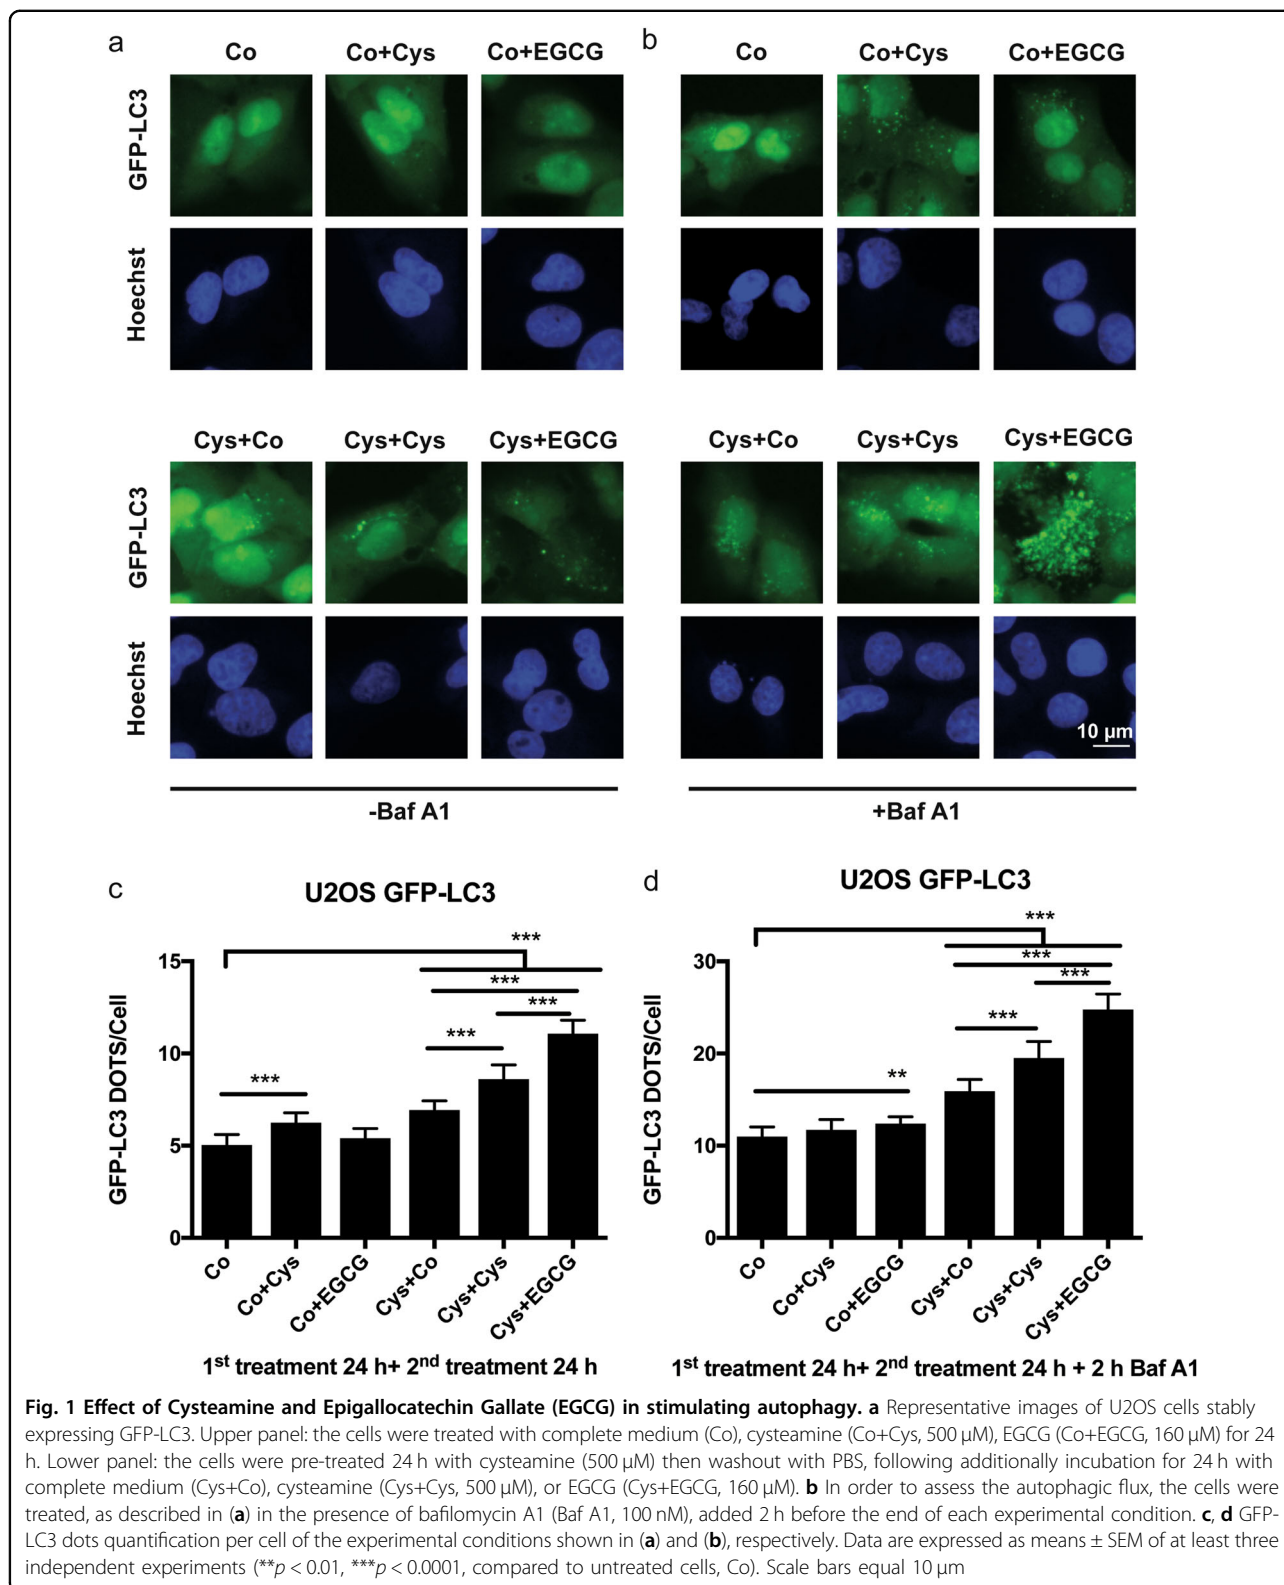 a
b
Co
Co+Cys
Co+EGCG
Co
Co+Cys
Co+EGCG
GFP-LC3
Hoechst
Cys+Co
Cys+Cys
Cys+EGCG
Cys+Co
Cys+Cys
Cys+EGCG
GFP-LC3
Hoechst
10 µm
-Baf A1
+Baf A1
c
U2OS GFP-LC3
GFP-LC3 DOTS/Cell
15
10
5
0
***
***
***
***
***
Co
Co+Cys
Co+EGCG
Cys+Co
Cys+Cys
Cys+EGCG
1st treatment 24 h+ 2nd treatment 24 h
d
U2OS GFP-LC3
GFP-LC3 DOTS/Cell
30
20
10
0
***
***
***
***
**
Co
Co+Cys
Co+EGCG
Cys+Co
Cys+Cys
Cys+EGCG
1st treatment 24 h+ 2nd treatment 24 h + 2 h Baf A1
Fig. 1 Effect of Cysteamine and Epigallocatechin Gallate (EGCG) in stimulating autophagy. a Representative images of U2OS cells stably
expressing GFP-LC3. Upper panel: the cells were treated with complete medium (Co), cysteamine (Co+Cys, 500 µM), EGCG (Co+EGCG, 160 µM) for 24
h. Lower panel: the cells were pre-treated 24 h with cysteamine (500 µM) then washout with PBS, following additionally incubation for 24 h with
complete medium (Cys+Co), cysteamine (Cys+Cys, 500 µM), or EGCG (Cys+EGCG, 160 µM). b In order to assess the autophagic flux, the cells were
treated, as described in (a) in the presence of bafilomycin A1 (Baf A1, 100 nM), added 2 h before the end of each experimental condition. c, d GFP-
LC3 dots quantification per cell of the experimental conditions shown in (a) and (b), respectively. Data are expressed as means ± SEM of at least three
independent experiments (**p < 0.01, ***p < 0.0001, compared to untreated cells, Co). Scale bars equal 10 µm